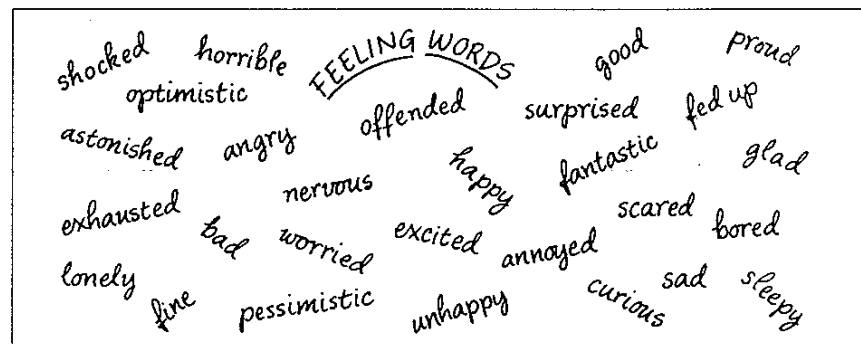 FEELING WORDS
shocked
horrible
good
proud
optimistic
offended
surprised
fed up
astonished
angry
happy
fantastic
glad
nervous
exhausted
bad
worried
excited
annoyed
scared
bored
lonely
fine
pessimistic
unhappy
curious
sad
sleepy